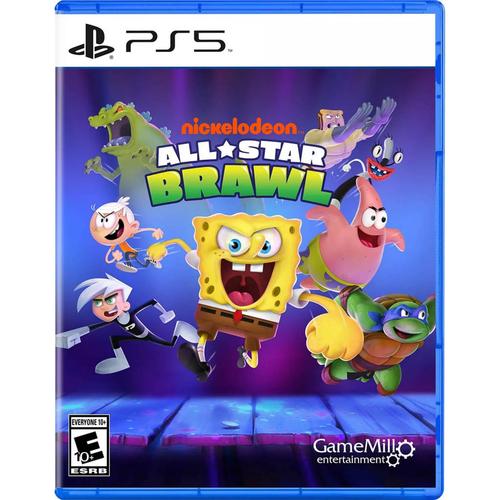 PS5
nickelodeon
ALL★STAR
BRAWL
EVERYONE 10+
E
10+
ESRB
GameMill
entertainment